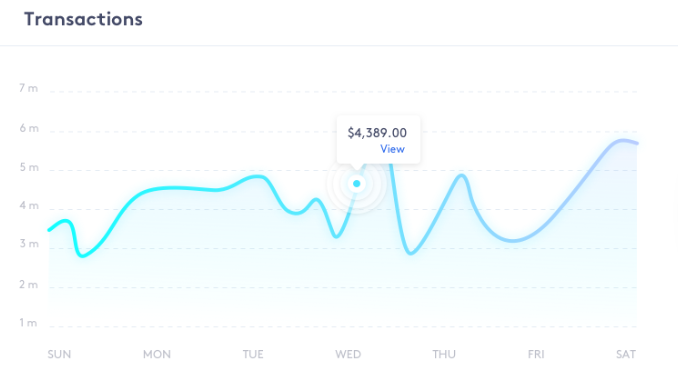 Transactions
7 m
6 m
$4,389.00
View
5 m
4 m
3 m
2 m
1 m
SUN MON TUE WED THU FRI SAT